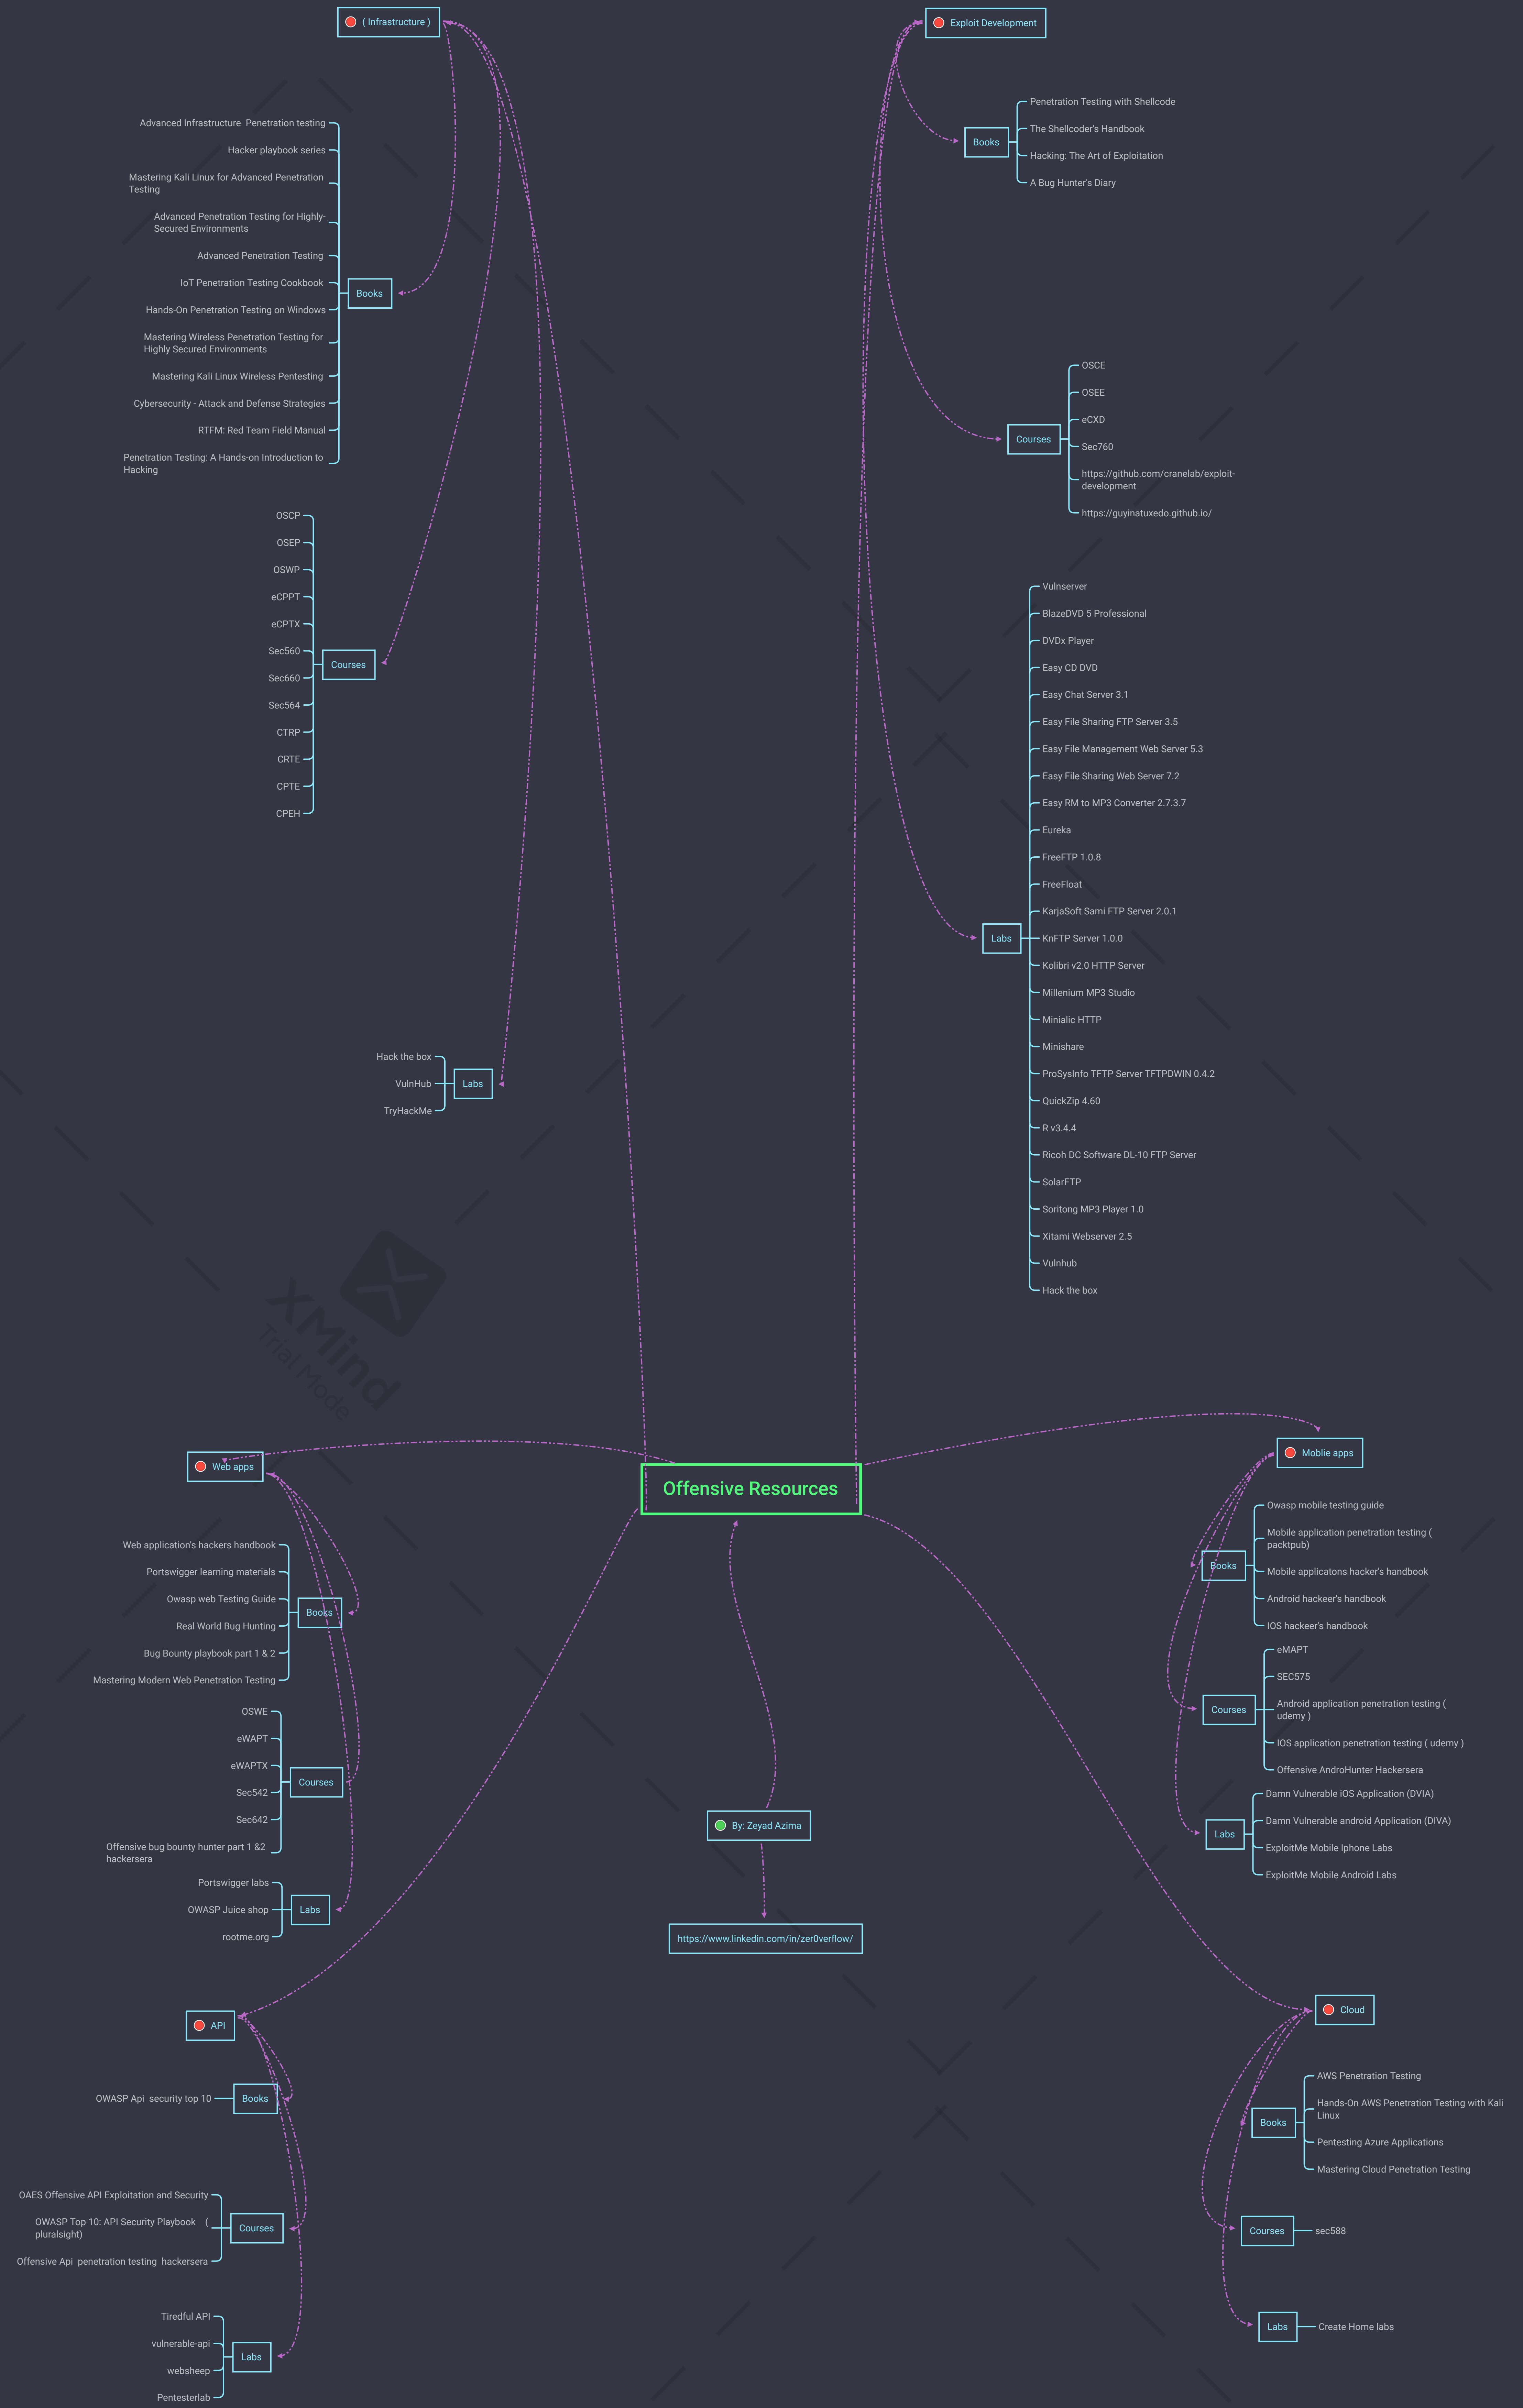 ( Infrastructure )
Advanced Infrastructure  Penetration testing
Hacker playbook series
Mastering Kali Linux for Advanced Penetration
Testing
Advanced Penetration Testing for Highly-
Secured Environments
Advanced Penetration Testing
IoT Penetration Testing Cookbook
Hands-On Penetration Testing on Windows
Mastering Wireless Penetration Testing for
Highly Secured Environments
Mastering Kali Linux Wireless Pentesting
Cybersecurity - Attack and Defense Strategies
RTFM: Red Team Field Manual
Penetration Testing: A Hands-on Introduction to
Hacking
Books
OSCP
OSEP
OSWP
eCPPT
eCPTX
Sec560
Sec660
Sec564
CTRP
CRTE
CPTE
CPEH
Courses
Hack the box
VulnHub
TryHackMe
Labs
Exploit Development
Books
Penetration Testing with Shellcode
The Shellcoder's Handbook
Hacking: The Art of Exploitation
A Bug Hunter's Diary
Courses
OSCE
OSEE
eCXD
Sec760
https://github.com/cranelab/exploit-
development
https://guyinatuxedo.github.io/
Labs
Vulnserver
BlazeDVD 5 Professional
DVDx Player
Easy CD DVD
Easy Chat Server 3.1
Easy File Sharing FTP Server 3.5
Easy File Management Web Server 5.3
Easy File Sharing Web Server 7.2
Easy RM to MP3 Converter 2.7.3.7
Eureka
FreeFTP 1.0.8
FreeFloat
KarjaSoft Sami FTP Server 2.0.1
KnFTP Server 1.0.0
Kolibri v2.0 HTTP Server
Millenium MP3 Studio
Minialic HTTP
Minishare
ProSysInfo TFTP Server TFTPDWIN 0.4.2
QuickZip 4.60
R v3.4.4
Ricoh DC Software DL-10 FTP Server
SolarFTP
Soritong MP3 Player 1.0
Xitami Webserver 2.5
Vulnhub
Hack the box
XMind
Trial Mode
Offensive Resources
Web apps
Web application's hackers handbook
Portswigger learning materials
Owasp web Testing Guide
Real World Bug Hunting
Bug Bounty playbook part 1 & 2
Mastering Modern Web Penetration Testing
Books
OSWE
eWAPT
eWAPTX
Sec542
Sec642
Offensive bug bounty hunter part 1 &2
hackersera
Courses
Portswigger labs
OWASP Juice shop
rootme.org
Labs
By: Zeyad Azima
https://www.linkedin.com/in/zer0verflow/
Moblie apps
Books
Owasp mobile testing guide
Mobile application penetration testing (
packtpub)
Mobile applicatons hacker's handbook
Android hackeer's handbook
IOS hackeer's handbook
Courses
eMAPT
SEC575
Android application penetration testing (
udemy )
IOS application penetration testing ( udemy )
Offensive AndroHunter Hackersera
Labs
Damn Vulnerable iOS Application (DVIA)
Damn Vulnerable android Application (DIVA)
ExploitMe Mobile Iphone Labs
ExploitMe Mobile Android Labs
API
OWASP Api  security top 10
Books
OAES Offensive API Exploitation and Security
OWASP Top 10: API Security Playbook    (
pluralsight)
Offensive Api  penetration testing  hackersera
Courses
Tiredful API
vulnerable-api
websheep
Pentesterlab
Labs
Cloud
Books
AWS Penetration Testing
Hands-On AWS Penetration Testing with Kali
Linux
Pentesting Azure Applications
Mastering Cloud Penetration Testing
Courses
sec588
Labs
Create Home labs